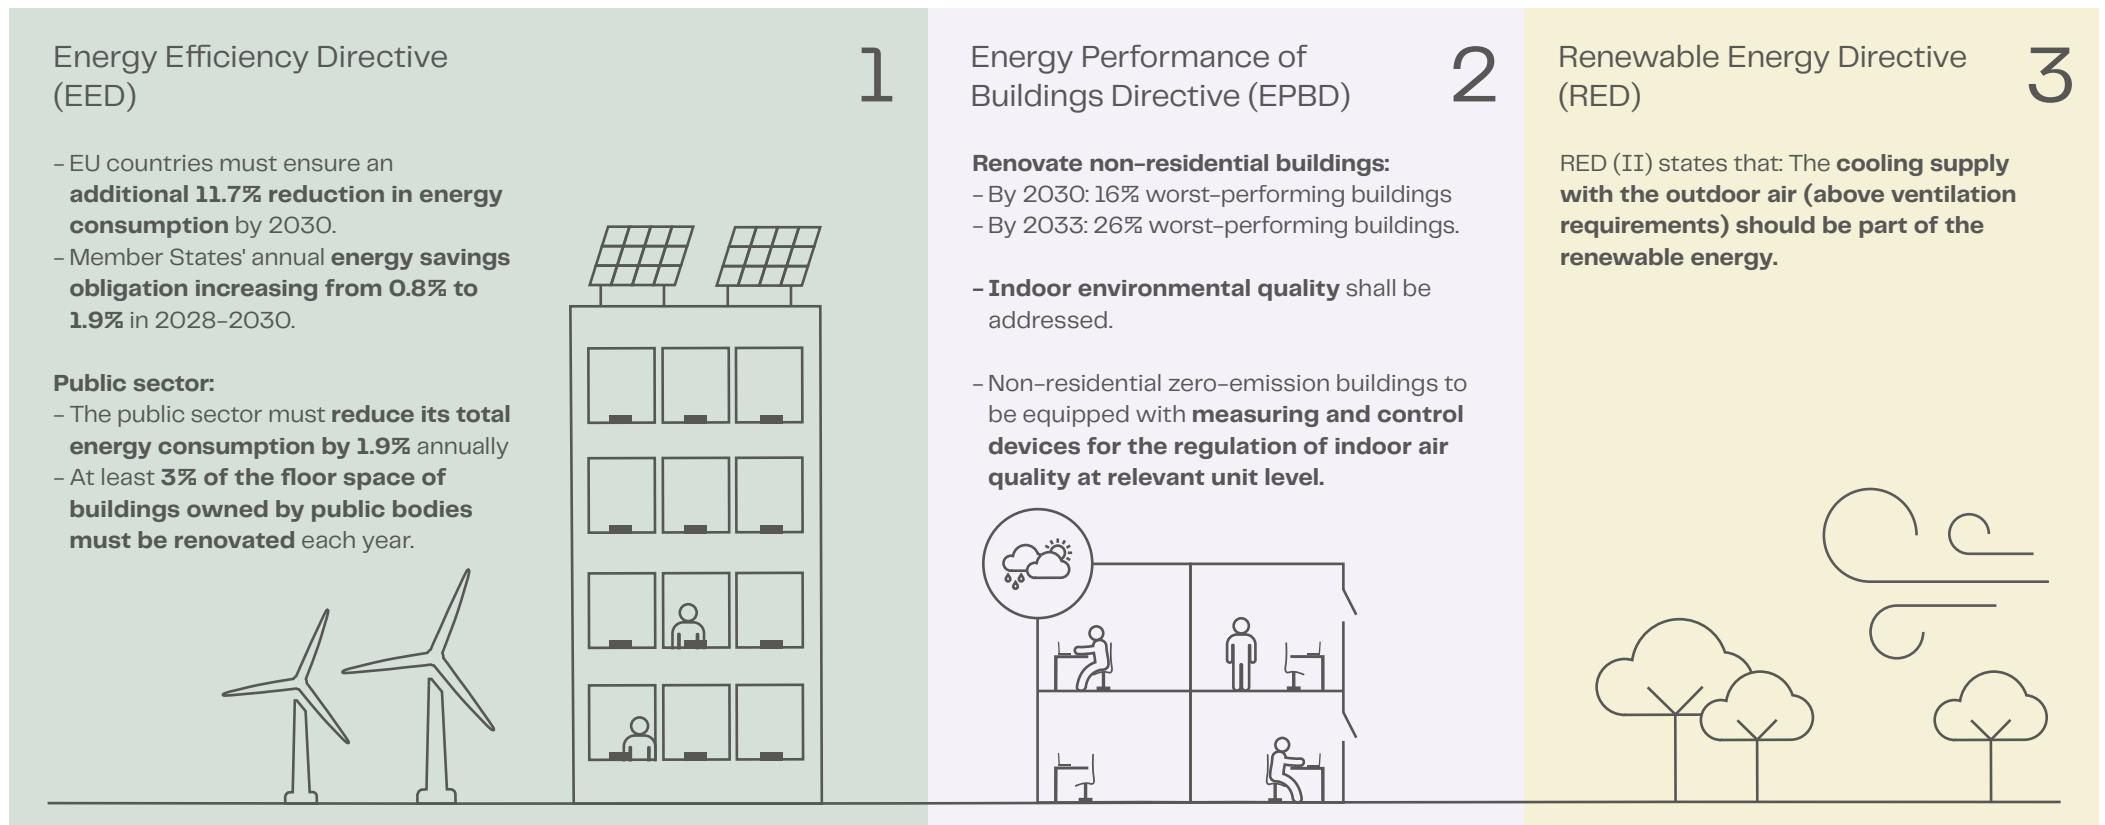 Energy Efficiency Directive
(EED)
1
– EU countries must ensure an
additional 11.7% reduction in energy
consumption by 2030.
– Member States' annual energy savings
obligation increasing from 0.8% to
1.9% in 2028–2030.
Public sector:
– The public sector must reduce its total
energy consumption by 1.9% annually
– At least 3% of the floor space of
buildings owned by public bodies
must be renovated each year.
Energy Performance of
Buildings Directive (EPBD)
2
Renovate non-residential buildings:
– By 2030: 16% worst-performing buildings
– By 2033: 26% worst-performing buildings.
– Indoor environmental quality shall be
addressed.
– Non-residential zero-emission buildings to
be equipped with measuring and control
devices for the regulation of indoor air
quality at relevant unit level.
Renewable Energy Directive
(RED)
3
RED (II) states that: The cooling supply
with the outdoor air (above ventilation
requirements) should be part of the
renewable energy.